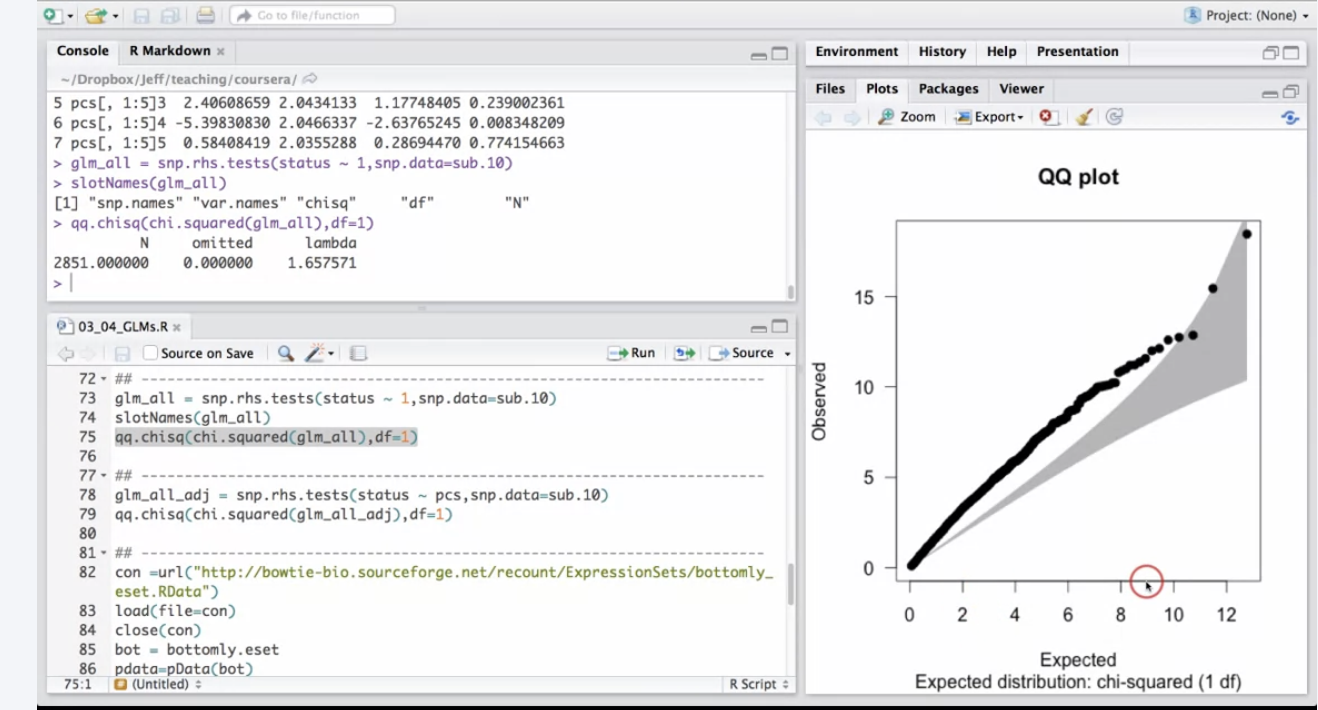 Go to file/function
Project: (None)
Console R Markdown
~/Dropbox/Jeff/teaching/coursera/
5 pcs[, 1:5]3  2.40608659 2.0434133  1.17748405 0.239002361
6 pcs[, 1:5]4 -5.39830830 2.0466337 -2.63765245 0.008348209
7 pcs[, 1:5]5  0.58408419 2.0355288  0.28694470 0.774154663
> glm_all = snp.rhs.tests(status ~ 1,snp.data=sub.10)
> slotNames(glm_all)
[1] "snp.names" "var.names" "chisq"     "df"        "N"
> qq.chisq(chi.squared(glm_all),df=1)
N     omitted      lambda
2851.000000    0.000000    1.657571
>
03_04_GLMs.R
Source on Save Run Source
72 ## ----------------------------------------------------------------
73 glm_all = snp.rhs.tests(status ~ 1,snp.data=sub.10)
74 slotNames(glm_all)
75 qq.chisq(chi.squared(glm_all),df=1)
76
77 ## ----------------------------------------------------------------
78 glm_all_adj = snp.rhs.tests(status ~ pcs,snp.data=sub.10)
79 qq.chisq(chi.squared(glm_all_adj),df=1)
80
81 ## ----------------------------------------------------------------
82 con =url("http://bowtie-bio.sourceforge.net/recount/ExpressionSets/bottomly_
eset.RData")
83 load(file=con)
84 close(con)
85 bot = bottomly.eset
86 pdata=pData(bot)
75:1 (Untitled) R Script
Environment History Help Presentation
Files Plots Packages Viewer
Zoom Export
QQ plot
15
10
5
0
Observed
0 2 4 6 8 10 12
Expected
Expected distribution: chi-squared (1 df)